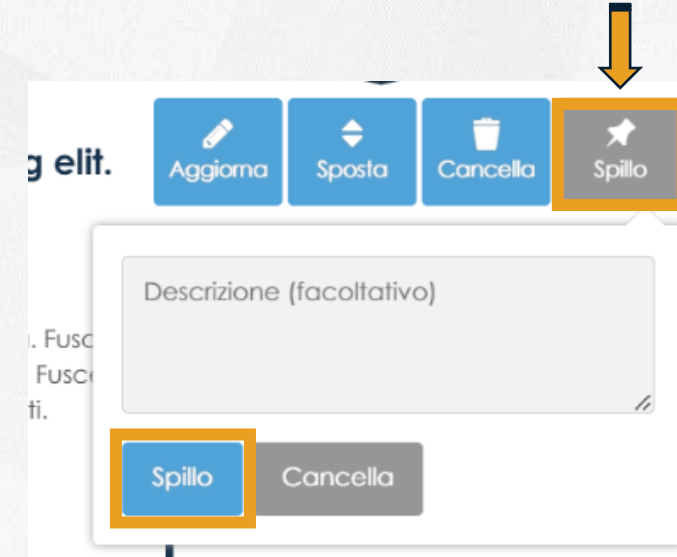 g elit.
Aggiorna
Sposta
Cancella
Spillo
Descrizione (facoltativo)
. Fusc
Fusc
ti.
Spillo
Cancella